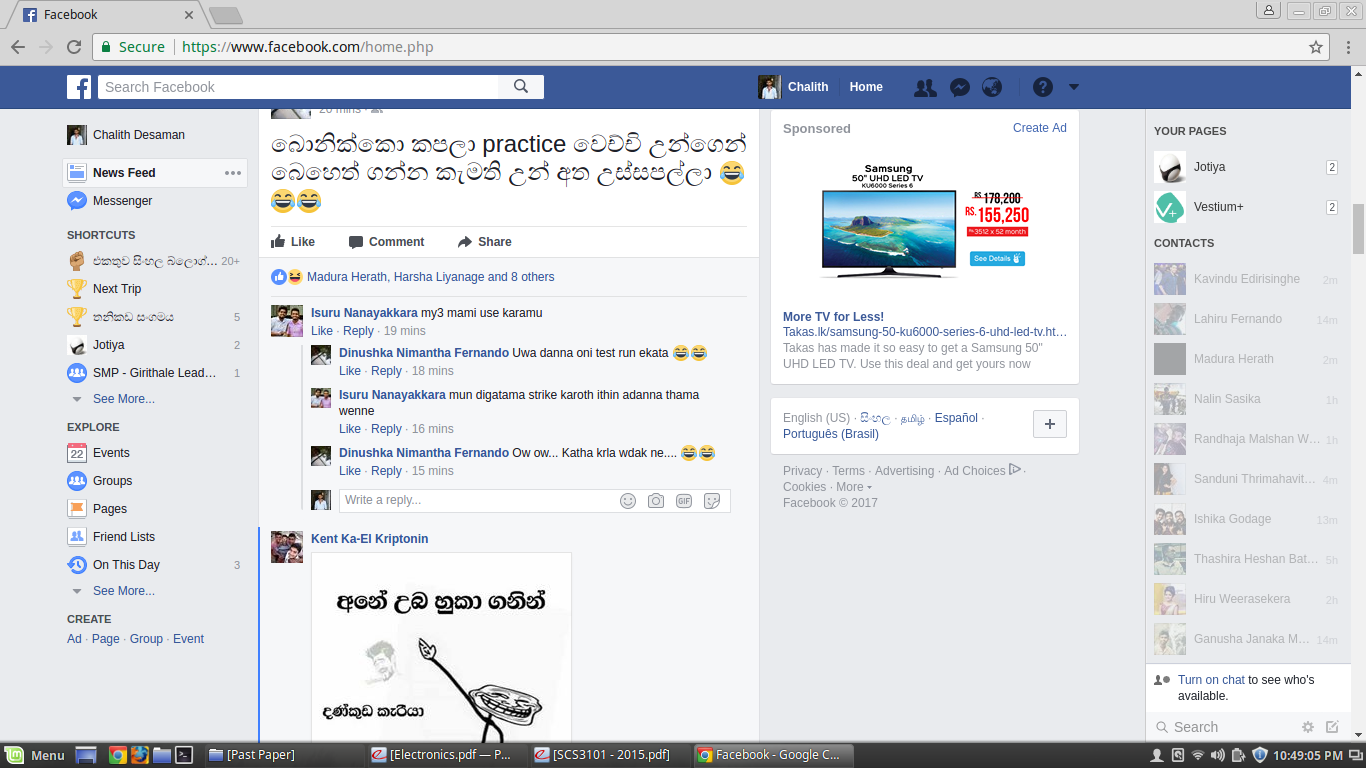 Facebook
Secure https://www.facebook.com/home.php
Search Facebook
Chalith Home
Chalith Desaman
News Feed
Messenger
SHORTCUTS
එකතුව සිංහල බ්ලොග්... 20+
Next Trip
තනිකඩ සංගමය 5
Jotiya 2
SMP - Girithale Lead... 1
See More...
EXPLORE
22 Events
Groups
Pages
Friend Lists
On This Day 3
See More...
CREATE
Ad · Page · Group · Event
20 mins ·
බොනික්කො කපලා practice වෙච්චි උන්ගෙන්
බෙහෙත් ගන්න කැමති උන් අත උස්සපල්ලා 😂
😂😂
Like Comment Share
Madura Herath, Harsha Liyanage and 8 others
Isuru Nanayakkara my3 mami use karamu
Like · Reply · 19 mins
Dinushka Nimantha Fernando Uwa danna oni test run ekata 😂😂
Like · Reply · 18 mins
Isuru Nanayakkara mun digatama strike karoth ithin adanna thama
wenne
Like · Reply · 16 mins
Dinushka Nimantha Fernando Ow ow... Katha krla wdak ne.... 😂😂
Like · Reply · 15 mins
Write a reply...
GIF
Kent Ka-El Kriptonin
අනේ උබ හුකා ගනින්
දණ්කුඩ කැරියා
Sponsored Create Ad
Samsung
50" UHD LED TV
KU6000 Series 6
RS. 178,200
RS. 155,250
Rs 3512 x 52 month
See Details
More TV for Less!
Takas.lk/samsung-50-ku6000-series-6-uhd-led-tv.ht...
Takas has made it so easy to get a Samsung 50"
UHD LED TV. Use this deal and get yours now
English (US) · සිංහල · தமிழ் · Español ·
Português (Brasil)
Privacy · Terms · Advertising · Ad Choices ·
Cookies · More
Facebook © 2017
YOUR PAGES
Jotiya 2
Vestium+ 2
CONTACTS
Kavindu Edirisinghe 2m
Lahiru Fernando 14m
Madura Herath 2m
Nalin Sasika 1h
Randhaja Malshan W... 1h
Sanduni Thrimahavit... 4m
Ishika Godage 13m
Thashira Heshan Bat... 5h
Hiru Weerasekera 2h
Ganusha Janaka M... 14m
Turn on chat to see who's
available.
Search
Menu
[Past Paper]
[Electronics.pdf — P...
[SCS3101 - 2015.pdf]
Facebook - Google C...
10:49:05 PM